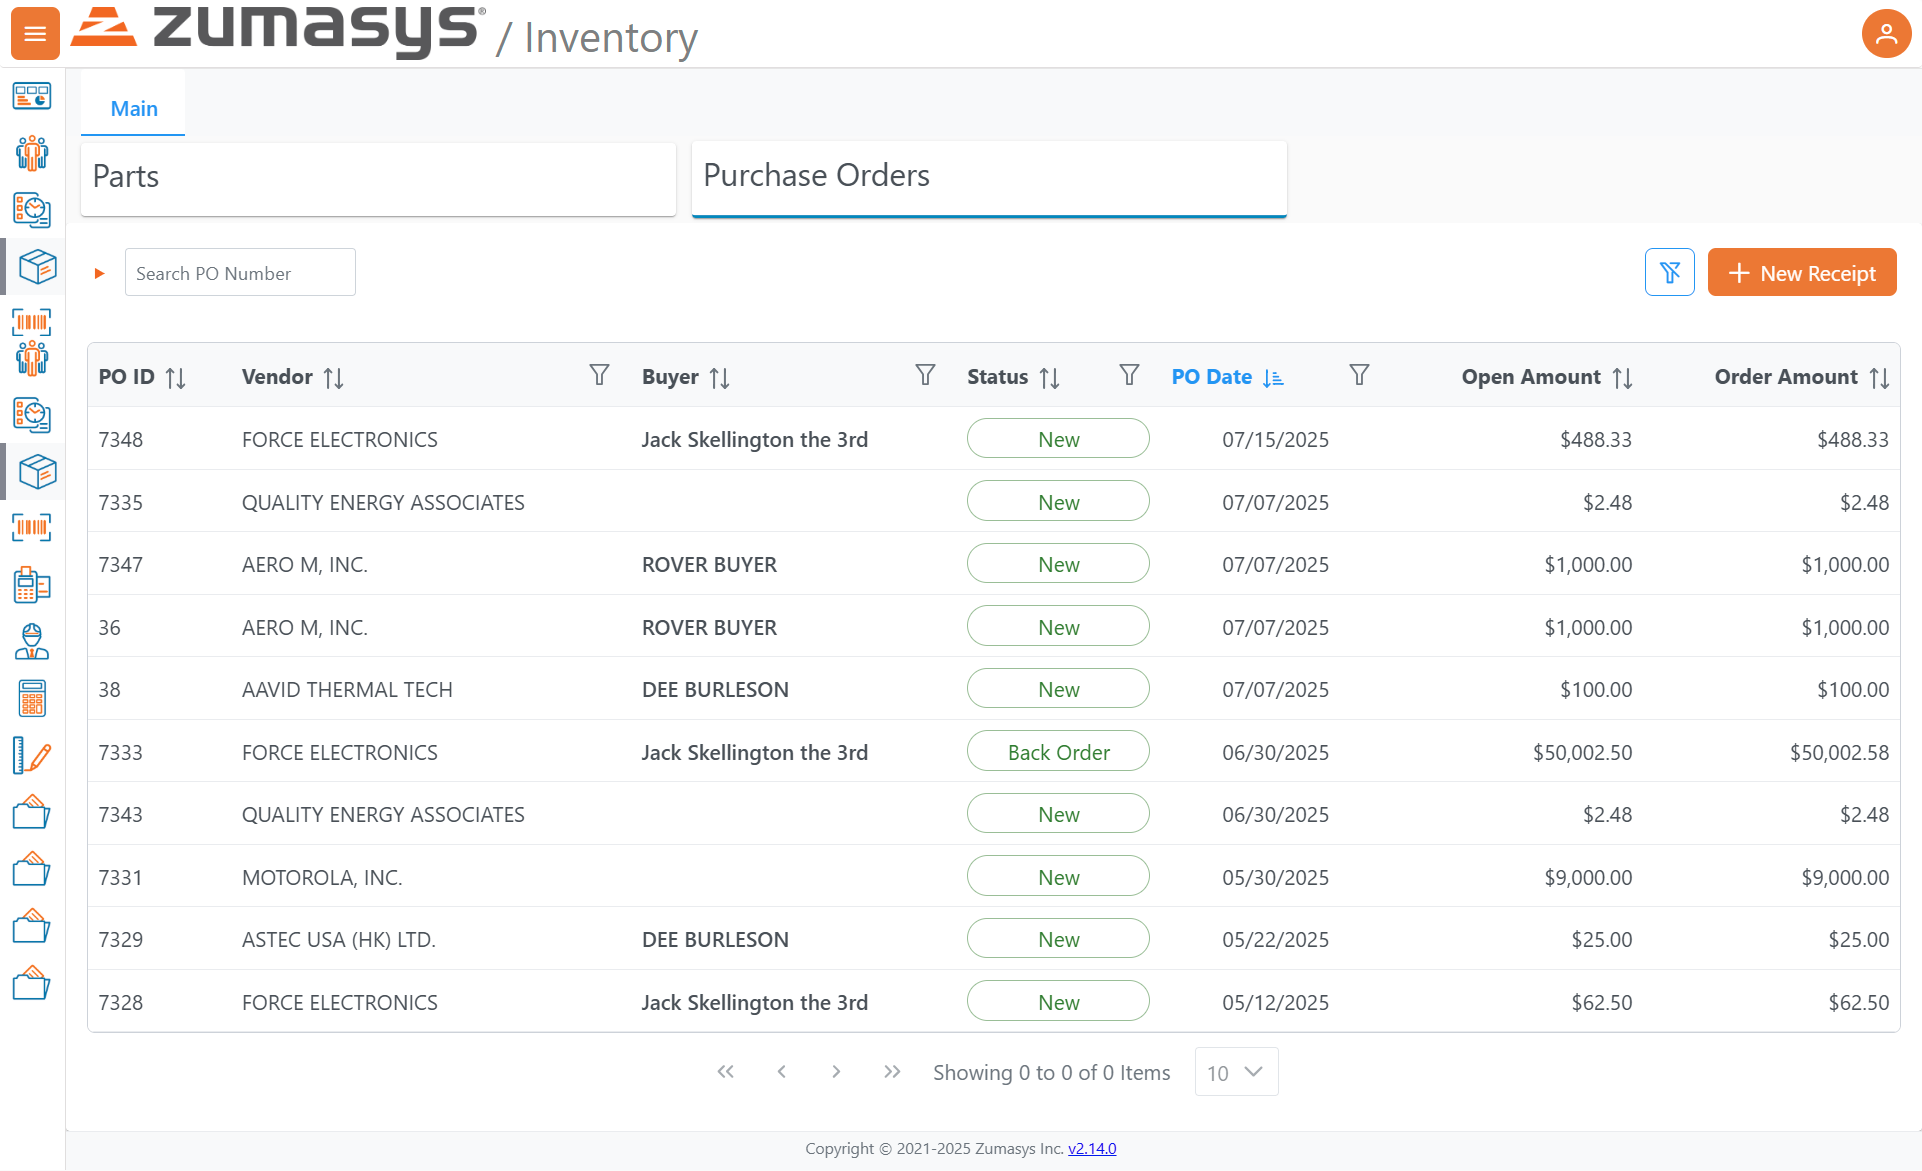 zumasys® / Inventory
Main
Parts
Purchase Orders
Search PO Number
New Receipt
PO ID Vendor Buyer Status PO Date Open Amount Order Amount
7348 FORCE ELECTRONICS Jack Skellington the 3rd New 07/15/2025 $488.33 $488.33
7335 QUALITY ENERGY ASSOCIATES New 07/07/2025 $2.48 $2.48
7347 AERO M, INC. ROVER BUYER New 07/07/2025 $1,000.00 $1,000.00
36 AERO M, INC. ROVER BUYER New 07/07/2025 $1,000.00 $1,000.00
38 AAVID THERMAL TECH DEE BURLESON New 07/07/2025 $100.00 $100.00
7333 FORCE ELECTRONICS Jack Skellington the 3rd Back Order 06/30/2025 $50,002.50 $50,002.58
7343 QUALITY ENERGY ASSOCIATES New 06/30/2025 $2.48 $2.48
7331 MOTOROLA, INC. New 05/30/2025 $9,000.00 $9,000.00
7329 ASTEC USA (HK) LTD. DEE BURLESON New 05/22/2025 $25.00 $25.00
7328 FORCE ELECTRONICS Jack Skellington the 3rd New 05/12/2025 $62.50 $62.50
Showing 0 to 0 of 0 Items 10
Copyright © 2021-2025 Zumasys Inc. v2.14.0